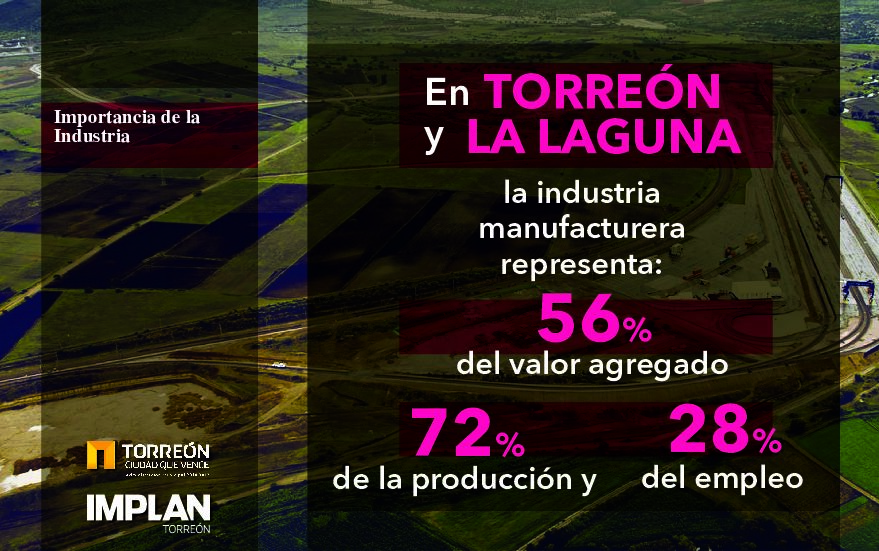 Importancia de la
Industria
En TORREÓN
y LA LAGUNA
la industria
manufacturera
representa:
56%
del valor agregado
72%
de la producción y
28%
del empleo
TORREÓN
CIUDAD QUE VENCE
IMPLAN
TORREÓN